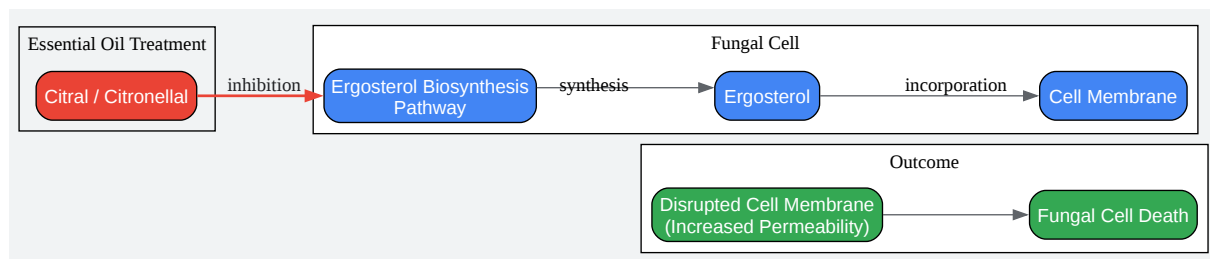 Essential Oil Treatment
Citral / Citronellal
inhibition
Fungal Cell
Ergosterol Biosynthesis
Pathway
synthesis
Ergosterol
incorporation
Cell Membrane
Outcome
Disrupted Cell Membrane
(Increased Permeability)
Fungal Cell Death